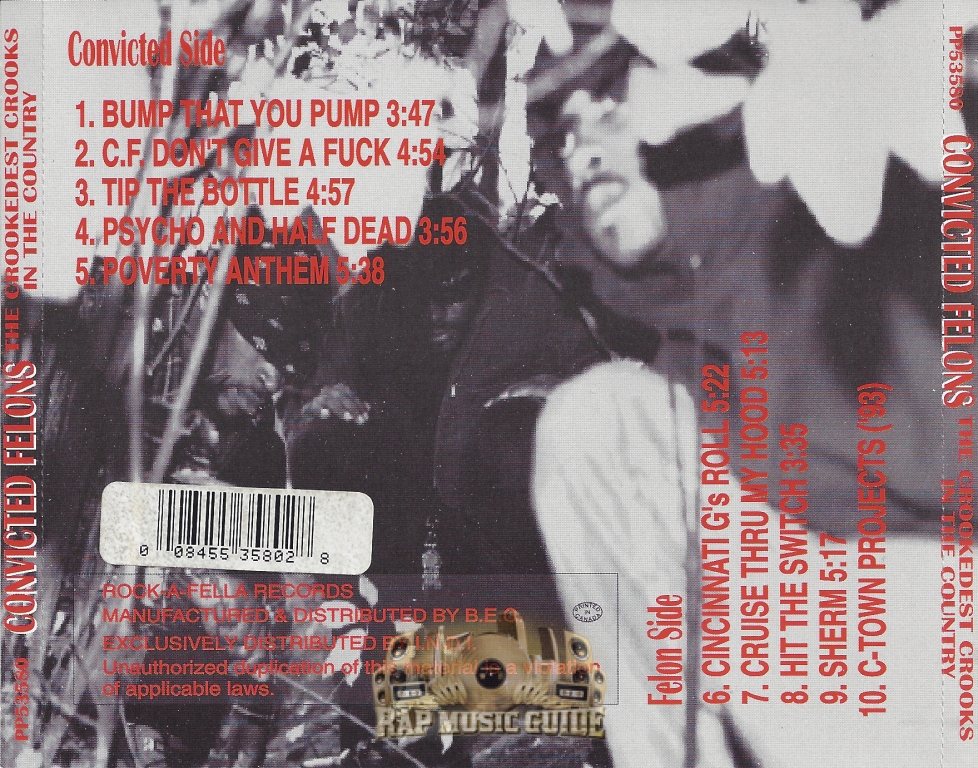 Convicted Side
1. BUMP THAT YOU PUMP 3:47
2. C.F. DON'T GIVE A FUCK 4:54
3. TIP THE BOTTLE 4:57
4. PSYCHO AND HALF DEAD 3:56
5. POVERTY ANTHEM 5:38
Felon Side
6. CINCINNATI G's ROLL 5:22
7. CRUISE THRU MY HOOD 5:13
8. HIT THE SWITCH 3:35
9. SHERM 5:17
10. C-TOWN PROJECTS ('93)
0 08455 35802 8
ROCK-A-FELLA RECORDS
MANUFACTURED & DISTRIBUTED BY B.E.G.
EXCLUSIVELY DISTRIBUTED
Unauthorized duplication of this material is a violation
of applicable laws.
PRINTED IN CANADA
RAP MUSIC GUIDE
PP53580 CONVICTED FELONS THE CROOKEDEST CROOKS
IN THE COUNTRY
PP53580 CONVICTED FELONS THE CROOKEDEST CROOKS
IN THE COUNTRY